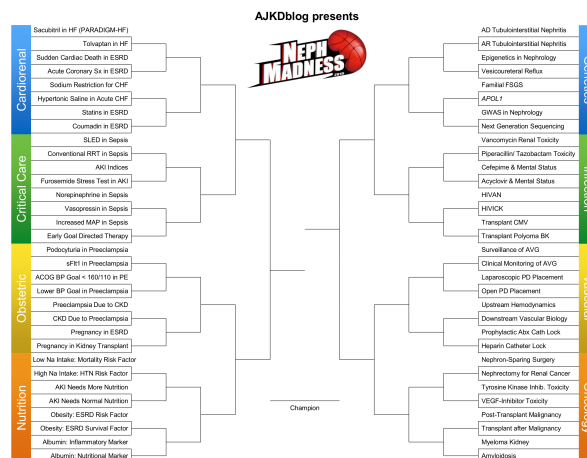 AJKDblog presents
NEPH
MADNESS
Cardiorenal
Sacubitril in HF (PARADIGM-HF)
Tolvaptan in HF
Sudden Cardiac Death in ESRD
Acute Coronary Sx in ESRD
Sodium Restriction for CHF
Hypertonic Saline in Acute CHF
Statins in ESRD
Coumadin in ESRD
Critical Care
SLED in Sepsis
Conventional RRT in Sepsis
AKI Indices
Furosemide Stress Test in AKI
Norepinephrine in Sepsis
Vasopressin in Sepsis
Increased MAP in Sepsis
Early Goal Directed Therapy
Obstetric
Podocyturia in Preeclampsia
sFlt1 in Preeclampsia
ACOG BP Goal < 160/110 in PE
Lower BP Goal in Preeclampsia
Preeclampsia Due to CKD
CKD Due to Preeclampsia
Pregnancy in ESRD
Pregnancy in Kidney Transplant
Nutrition
Low Na Intake: Mortality Risk Factor
High Na Intake: HTN Risk Factor
AKI Needs More Nutrition
AKI Needs Normal Nutrition
Obesity: ESRD Risk Factor
Obesity: ESRD Survival Factor
Albumin: Inflammatory Marker
Albumin: Nutritional Marker
Champion
AD Tubulointerstitial Nephritis
AR Tubulointerstitial Nephritis
Epigenetics in Nephrology
Vesicoureteral Reflux
Familial FSGS
APOL1
GWAS in Nephrology
Next Generation Sequencing
Vancomycin Renal Toxicity
Piperacillin/ Tazobactam Toxicity
Cefepime & Mental Status
Acyclovir & Mental Status
HIVAN
HIVICK
Transplant CMV
Transplant Polyoma BK
Surveillance of AVG
Clinical Monitoring of AVG
Laparoscopic PD Placement
Open PD Placement
Upstream Hemodynamics
Downstream Vascular Biology
Prophylactic Abx Cath Lock
Heparin Catheter Lock
Nephron-Sparing Surgery
Nephrectomy for Renal Cancer
Tyrosine Kinase Inhib. Toxicity
VEGF-Inhibitor Toxicity
Post-Transplant Malignancy
Transplant after Malignancy
Myeloma Kidney
Amyloidosis